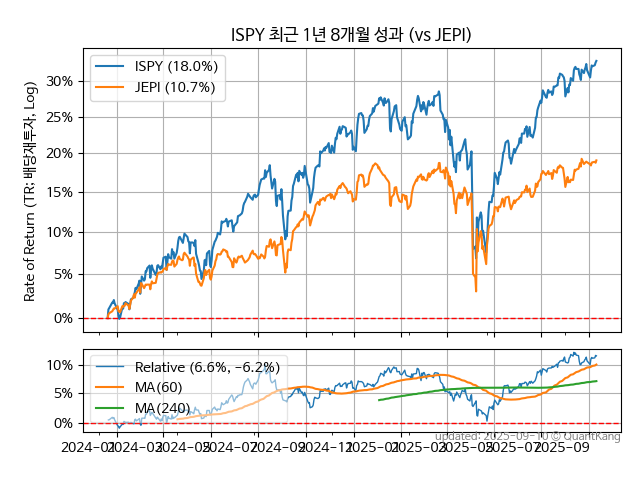 ISPY 최근 1년 8개월 성과 (vs JEPI)
Rate of Return (TR: 배당재투자, Log)
ISPY (18.0%)
JEPI (10.7%)
30%
25%
20%
15%
10%
5%
0%
Relative (6.6%, −6.2%)
MA(60)
MA(240)
10%
5%
0%
2024−01
2024−03
2024−05
2024−07
2024−09
2024−11
2025−01
2025−03
2025−05
2025−07
2025−09
updated: 2025-09-10 © QuantKang